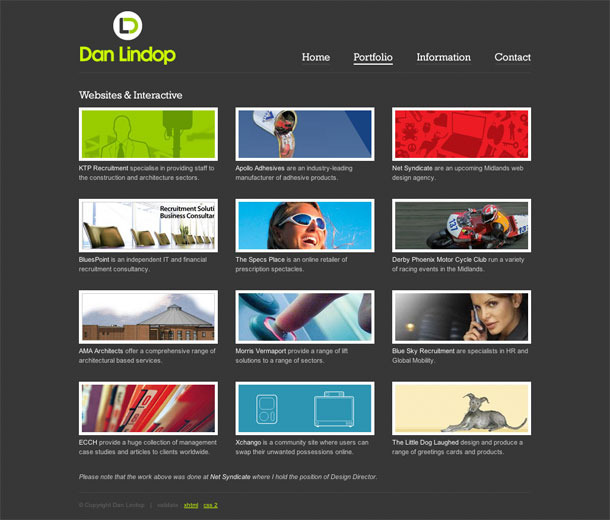 LD
Dan Lindop
Home Portfolio Information Contact
Websites & Interactive
KTP Recruitment specialise in providing staff to
the construction and architecture sectors.
Apollo Adhesives are an industry-leading
manufacturer of adhesive products.
Net Syndicate are an upcoming Midlands web
design agency.
Recruitment Soluti
Business Consultan
BluesPoint is an independent IT and financial
recruitment consultancy.
The Specs Place is an online retailer of
prescription spectacles.
Derby Phoenix Motor Cycle Club run a variety
of racing events in the Midlands.
AMA Architects offer a comprehensive range of
architectural based services.
Morris Vermaport provide a range of lift
solutions to a range of sectors.
Blue Sky Recruitment are specialists in HR and
Global Mobility.
ECCH provide a huge collection of management
case studies and articles to clients worldwide.
Xchango is a community site where users can
swap their unwanted possessions online.
The Little Dog Laughed design and produce a
range of greetings cards and products.
Please note that the work above was done at Net Syndicate where I hold the position of Design Director.
© Copyright Dan Lindop | validate : xhtml : css 2